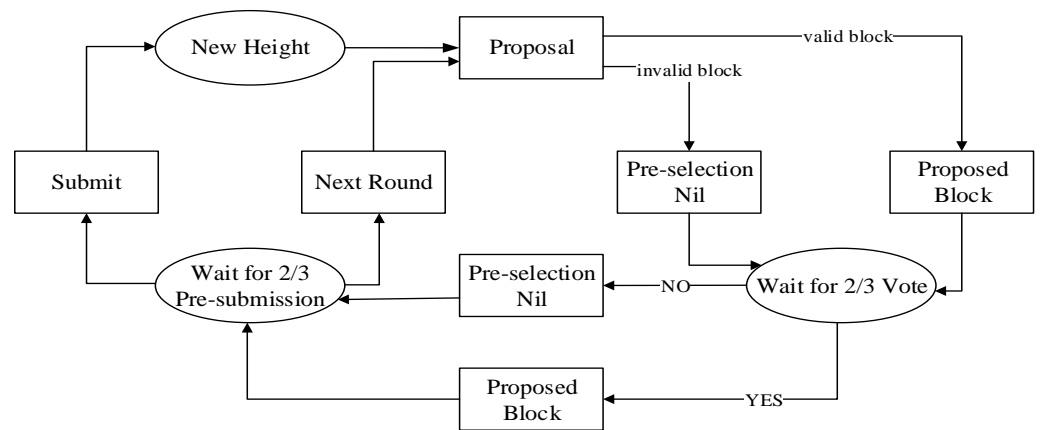 New Height
Proposal
valid block
invalid block
Submit
Next Round
Pre-selection
Nil
Proposed
Block
Wait for 2/3
Pre-submission
Pre-selection
Nil
NO
Wait for 2/3 Vote
Proposed
Block
YES